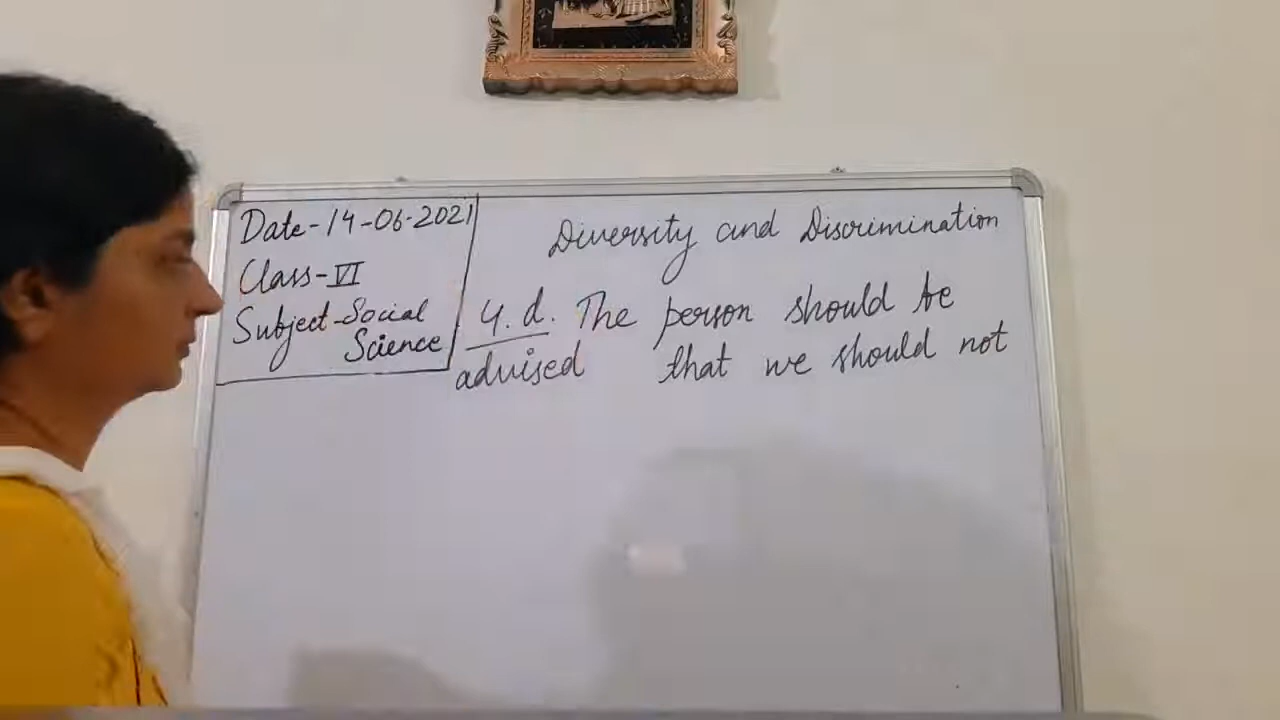 Date-14-06-2021
Class-VI
Subject-Social
Science
Diversity and Discrimination
4. d. The person should be
advised that we should not